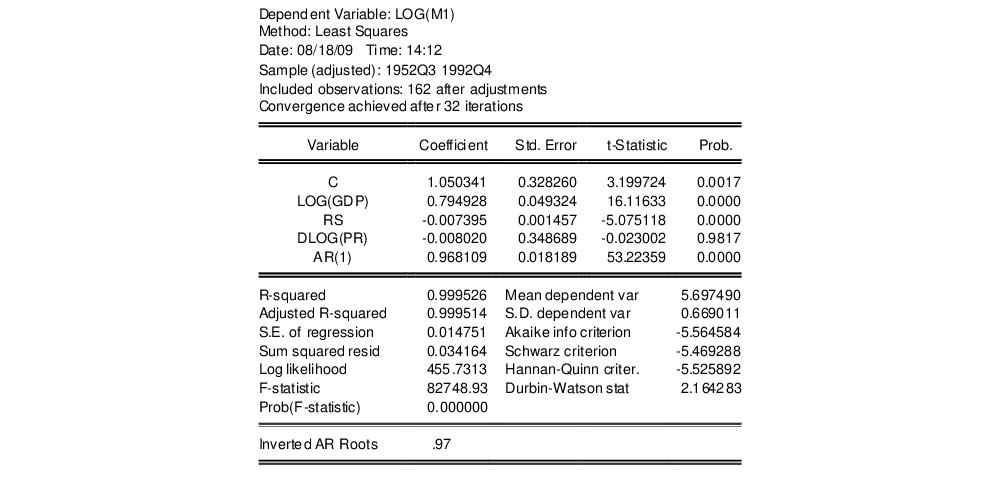 Dependent Variable: LOG(M1)
Method: Least Squares
Date: 08/18/09 Time: 14:12
Sample (adjusted): 1952Q3 1992Q4
Included observations: 162 after adjustments
Convergence achieved after 32 iterations
Variable Coefficient Std. Error t-Statistic Prob.
C 1.050341 0.328260 3.199724 0.0017
LOG(GDP) 0.794928 0.049324 16.11633 0.0000
RS -0.007395 0.001457 -5.075118 0.0000
DLOG(PR) -0.008020 0.348689 -0.023002 0.9817
AR(1) 0.968109 0.018189 53.22359 0.0000
R-squared 0.999526 Mean dependent var 5.697490
Adjusted R-squared 0.999514 S.D. dependent var 0.669011
S.E. of regression 0.014751 Akaike info criterion -5.564584
Sum squared resid 0.034164 Schwarz criterion -5.469288
Log likelihood 455.7313 Hannan-Quinn criter. -5.525892
F-statistic 82748.93 Durbin-Watson stat 2.164283
Prob(F-statistic) 0.000000
Inverted AR Roots .97